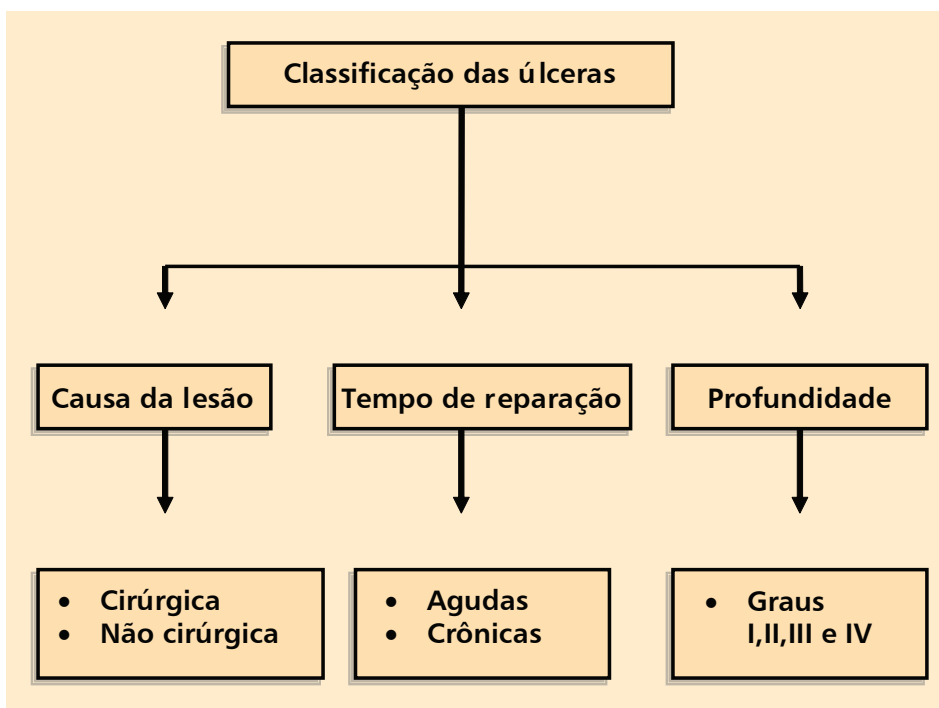 Classificação das úlceras
Causa da lesão
Tempo de reparação
Profundidade
• Cirúrgica
• Não cirúrgica
• Agudas
• Crônicas
• Graus
I,II,III e IV